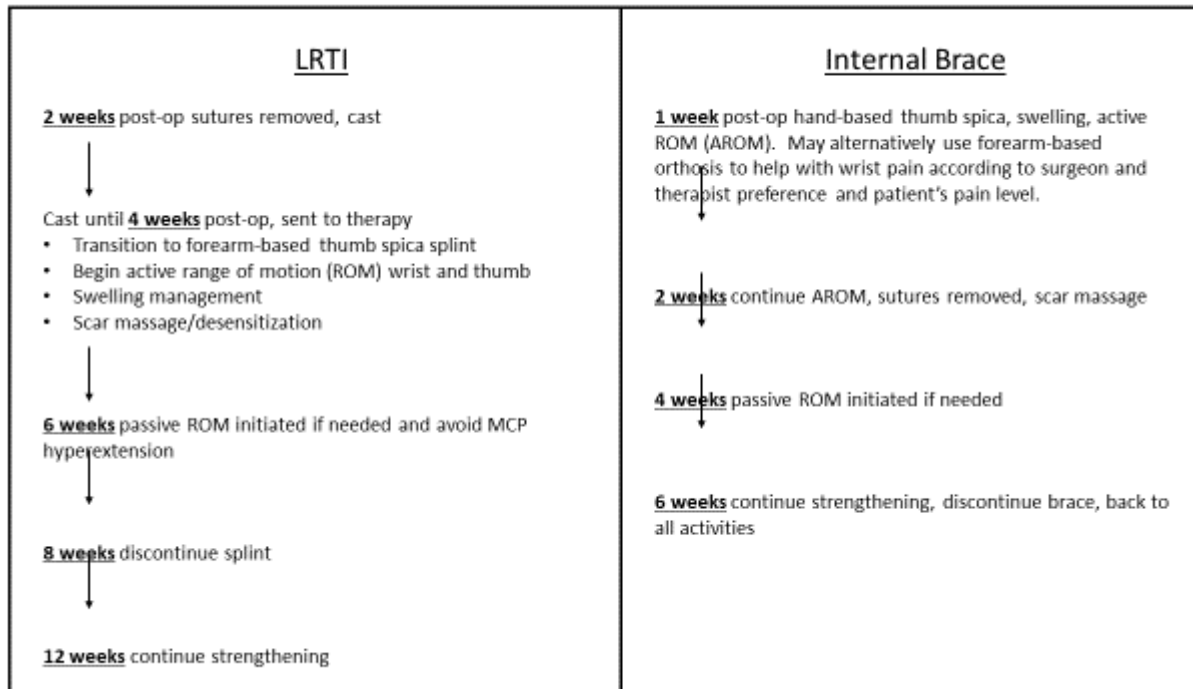 LRTI
2 weeks post-op sutures removed, cast
Cast until 4 weeks post-op, sent to therapy
• Transition to forearm-based thumb spica splint
• Begin active range of motion (ROM) wrist and thumb
• Swelling management
• Scar massage/desensitization
6 weeks passive ROM initiated if needed and avoid MCP
hyperextension
8 weeks discontinue splint
12 weeks continue strengthening
Internal Brace
1 week post-op hand-based thumb spica, swelling, active
ROM (AROM). May alternatively use forearm-based
orthosis to help with wrist pain according to surgeon and
therapist preference and patient's pain level.
2 weeks continue AROM, sutures removed, scar massage
4 weeks passive ROM initiated if needed
6 weeks continue strengthening, discontinue brace, back to
all activities